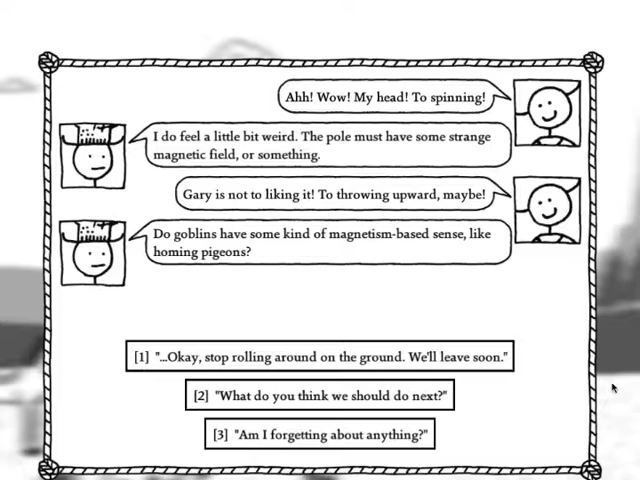 Ahh! Wow! My head! To spinning!
I do feel a little bit weird. The pole must have some strange
magnetic field, or something.
Gary is not to liking it! To throwing upward, maybe!
Do goblins have some kind of magnetism-based sense, like
homing pigeons?
[1] "...Okay, stop rolling around on the ground. We'll leave soon."
[2] "What do you think we should do next?"
[3] "Am I forgetting about anything?"